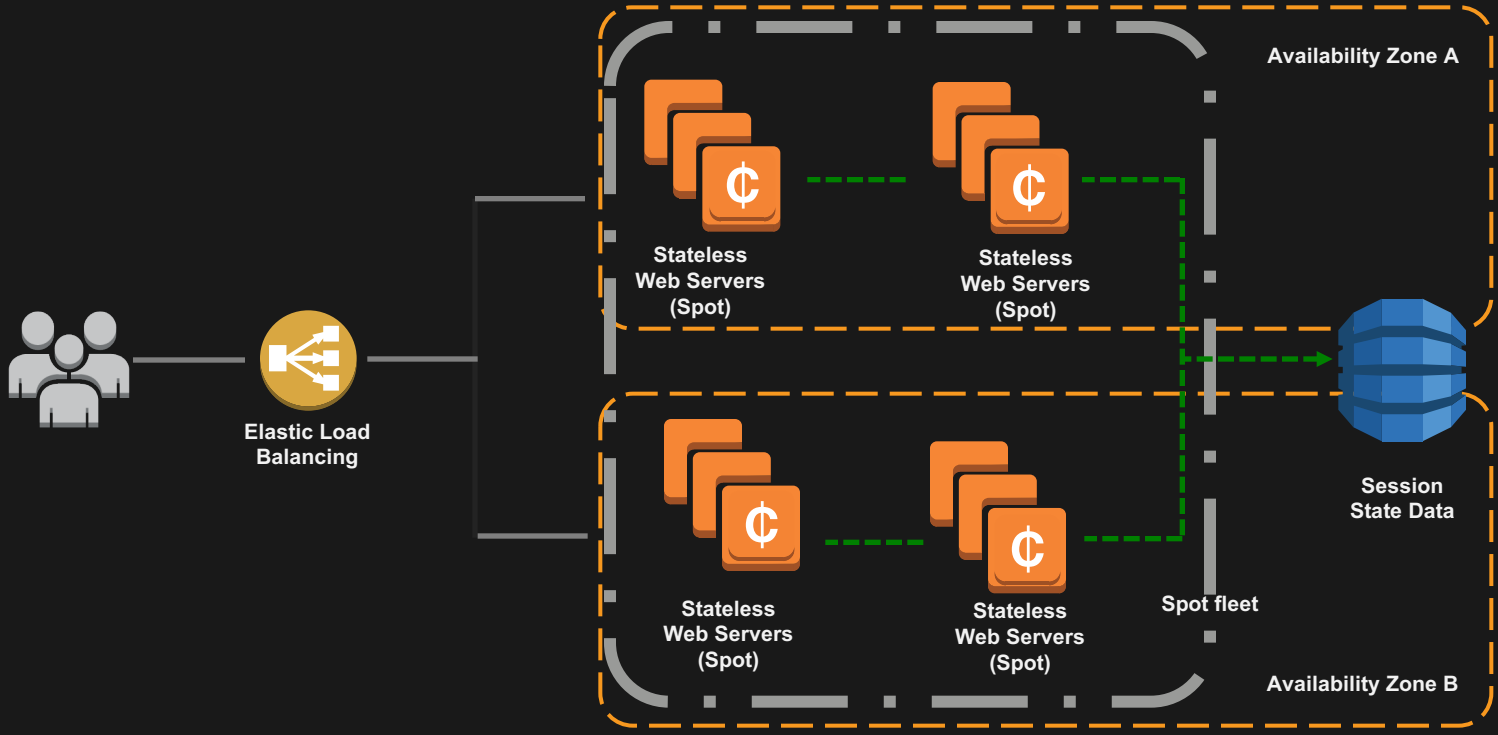 Availability Zone A
Stateless
Web Servers
(Spot)
Stateless
Web Servers
(Spot)
Elastic Load
Balancing
Session
State Data
Stateless
Web Servers
(Spot)
Stateless
Web Servers
(Spot)
Spot fleet
Availability Zone B